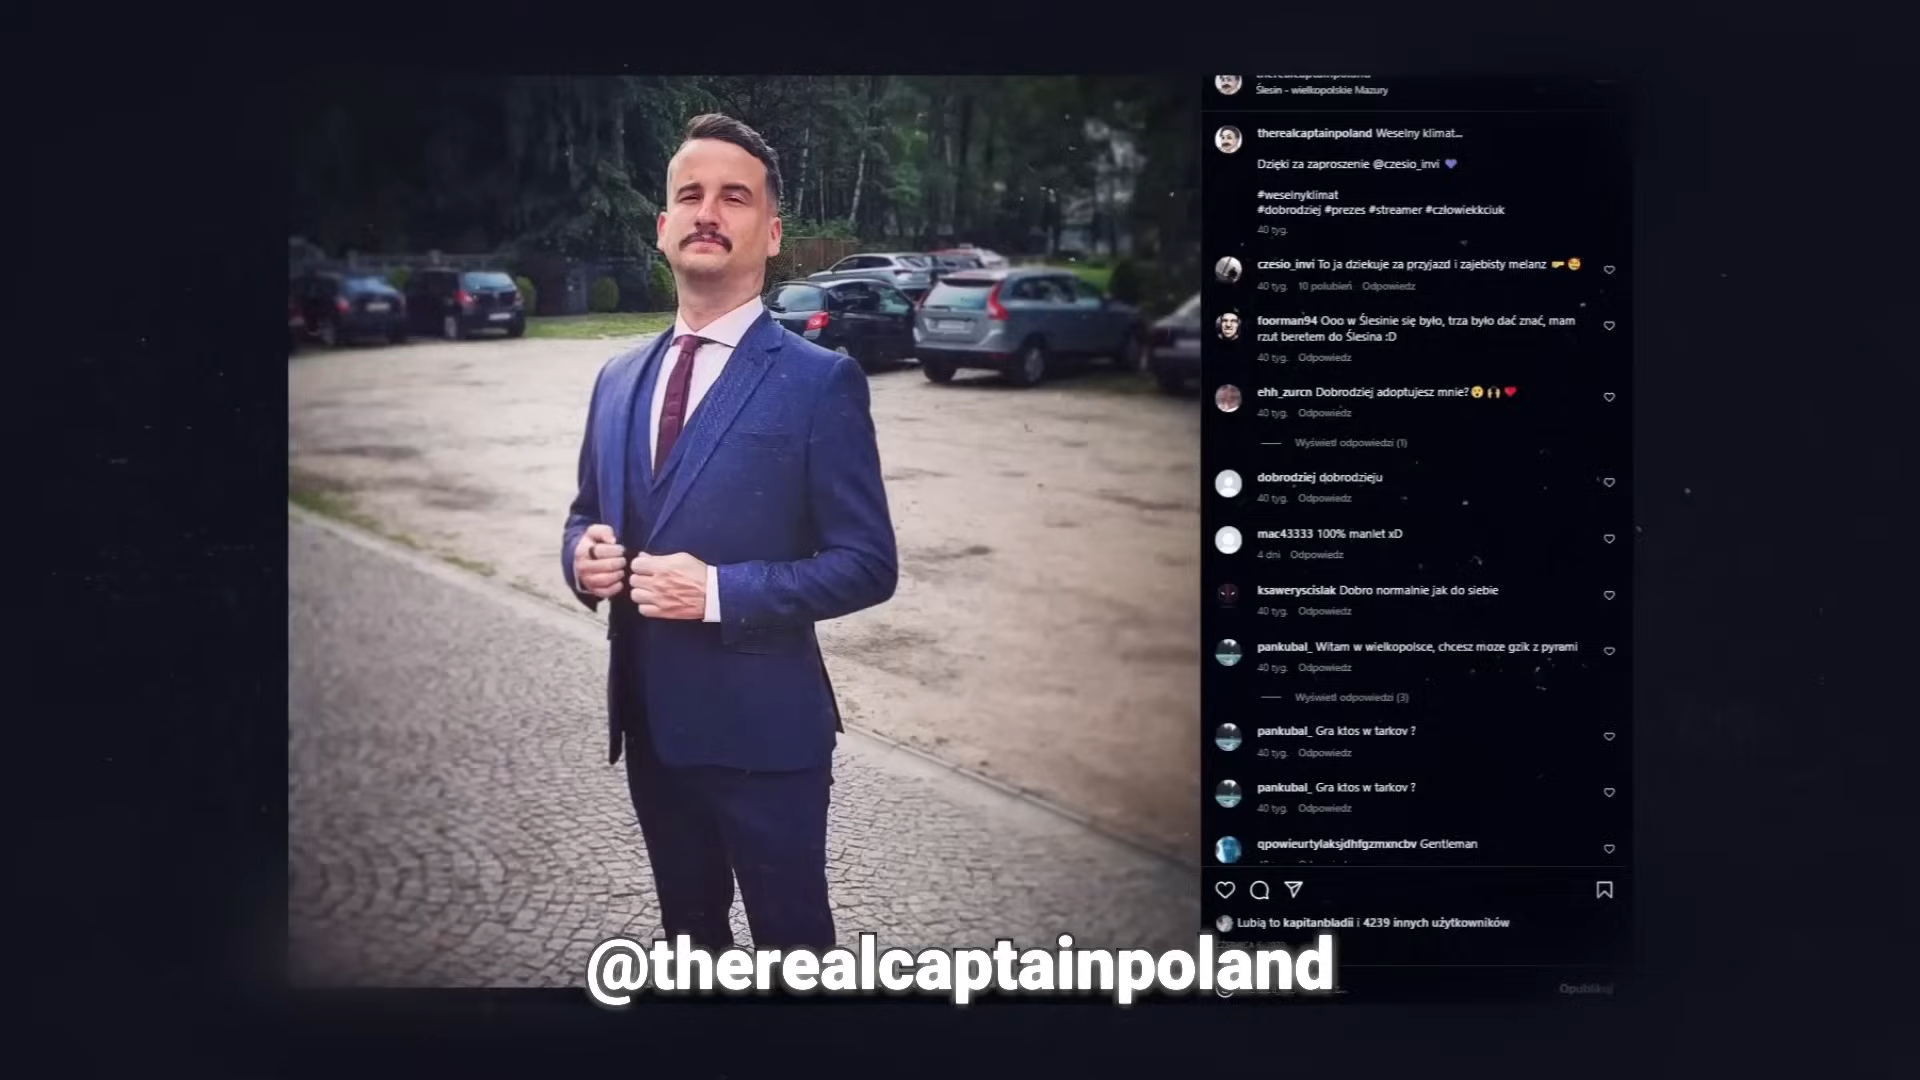 therealcaptainpoland
Ślesin - wielkopolskie Mazury
therealcaptainpoland Weselny klimat...
Dzięki za zaproszenie @czesio_invi
#weselnyklimat
#dobrodziej #prezes #streamer #człowiekkciuk
40 tyg.
czesio_invi To ja dziekuje za przyjazd i zajebisty melanz
40 tyg. 10 polubień Odpowiedz
foorman94 Ooo w Ślesinie się było, trza było dać znać, mam
rzut beretem do Ślesina :D
40 tyg. Odpowiedz
ehh_zurcn Dobrodziej adoptujesz mnie?
40 tyg. Odpowiedz
Wyświetl odpowiedzi (1)
dobrodziej dobrodzieju
40 tyg. Odpowiedz
mac43333 100% manlet xD
4 dni Odpowiedz
ksaweryscislak Dobro normalnie jak do siebie
40 tyg. Odpowiedz
pankubal_ Witam w wielkopolsce, chcesz moze gzik z pyrami
40 tyg. Odpowiedz
Wyświetl odpowiedzi (3)
pankubal_ Gra ktos w tarkov ?
40 tyg. Odpowiedz
pankubal_ Gra ktos w tarkov ?
40 tyg. Odpowiedz
qpowieurtylaksjdhfgzmxncbv Gentleman
Lubią to kapitanbladii i 4239 innych użytkowników
@therealcaptainpoland
Opublikuj